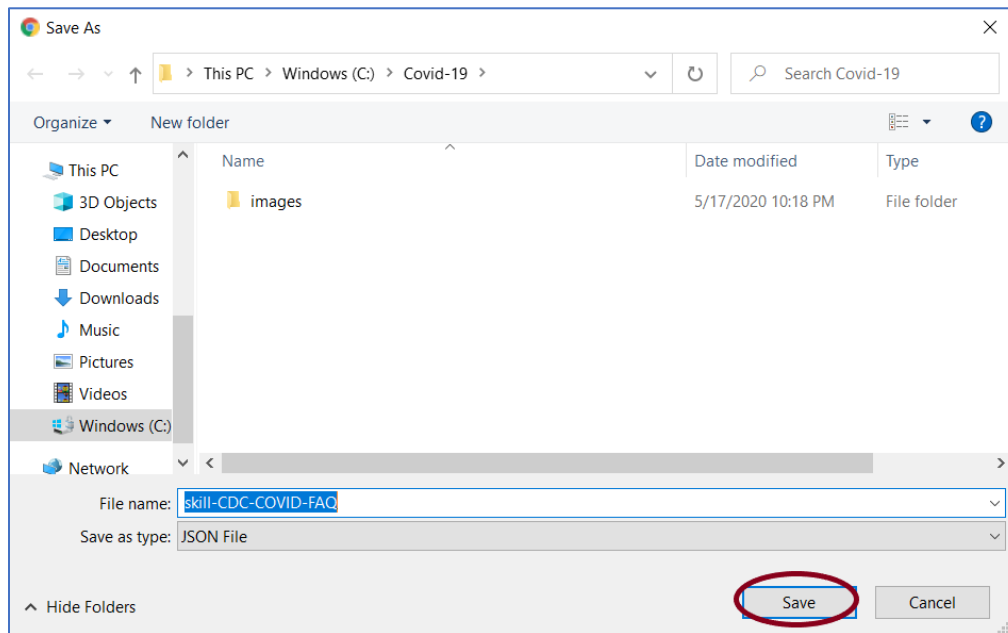 Save As
This PC > Windows (C:) > Covid-19 >
Search Covid-19
Organize
New folder
?
Name
Date modified
Type
This PC
images
5/17/2020 10:18 PM
File folder
3D Objects
Desktop
Documents
Downloads
Music
Pictures
Videos
Windows (C:)
Network
File name: skill-CDC-COVID-FAQ
Save as type: JSON File
Hide Folders
Save
Cancel